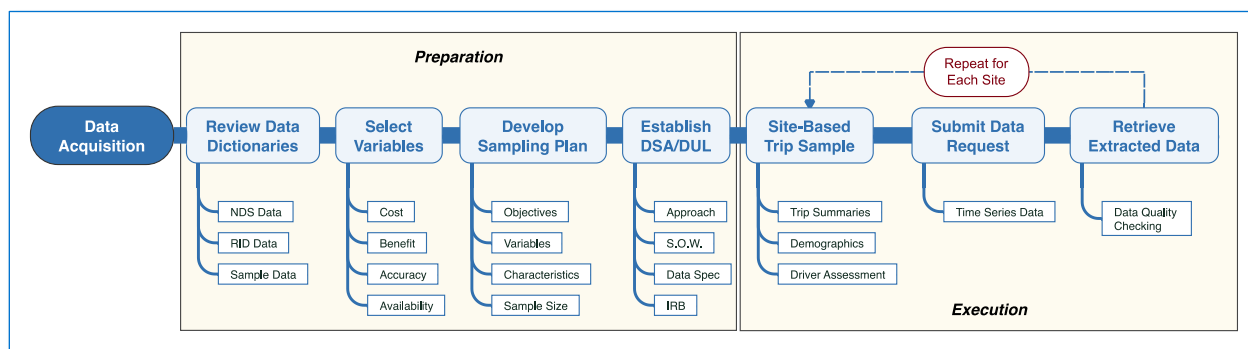 Preparation
Repeat for
Each Site
Data
Acquisition
Review Data
Dictionaries
Select
Variables
Develop
Sampling Plan
Establish
DSA/DUL
Site-Based
Trip Sample
Submit Data
Request
Retrieve
Extracted Data
NDS Data
RID Data
Sample Data
Cost
Benefit
Accuracy
Availability
Objectives
Variables
Characteristics
Sample Size
Approach
S.O.W.
Data Spec
IRB
Trip Summaries
Demographics
Driver Assessment
Time Series Data
Data Quality
Checking
Execution